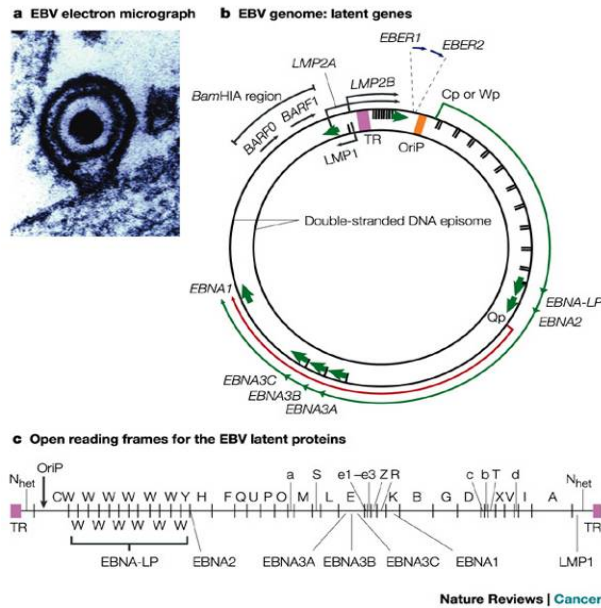 a EBV electron micrograph
b EBV genome: latent genes
EBER1
EBER2
LMP2A
LMP2B
Cp or Wp
BamHIA region
BARF0
BARF1
LMP1
TR
OriP
Double-stranded DNA episome
EBNA1
Qp
EBNA-LP
EBNA2
EBNA3C
EBNA3B
EBNA3A
c Open reading frames for the EBV latent proteins
OriP
Nhet
a S e1–e3 Z R c b T d
Nhet
C W W W W W W Y H F Q U P O M L E K B G D X V I A
TR
W W W W W W
TR
EBNA-LP
EBNA2
EBNA3A
EBNA3B
EBNA3C
EBNA1
LMP1
Nature Reviews | Cancer